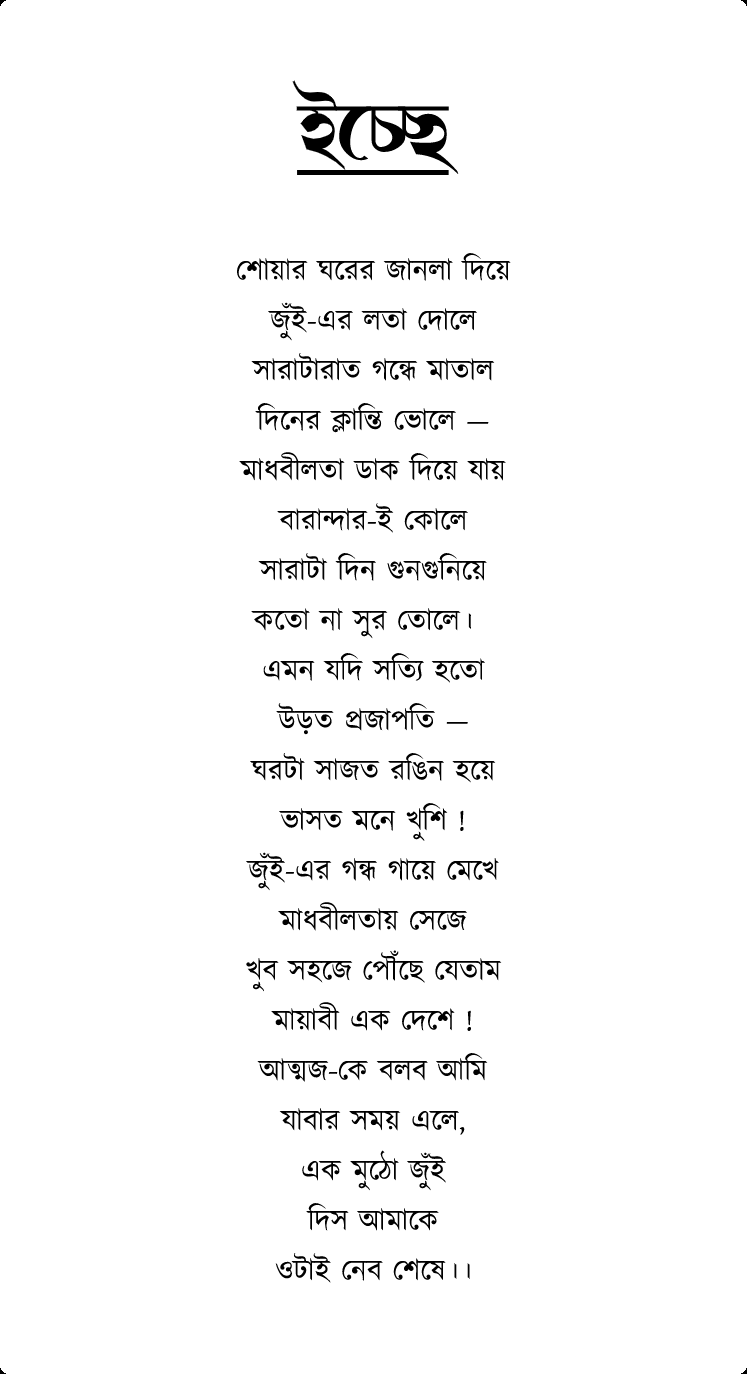 ইচ্ছে
শোয়ার ঘরের জানলা দিয়ে
জুঁই-এর লতা দোলে
সারাটারাত গন্ধে মাতাল
দিনের ক্লান্তি ভোলে —
মাধবীলতা ডাক দিয়ে যায়
বারান্দার-ই কোলে
সারাটা দিন গুনগুনিয়ে
কতো না সুর তোলে।
এমন যদি সত্যি হতো
উড়ত প্রজাপতি —
ঘরটা সাজত রঙিন হয়ে
ভাসত মনে খুশি !
জুঁই-এর গন্ধ গায়ে মেখে
মাধবীলতায় সেজে
খুব সহজে পৌঁছে যেতাম
মায়াবী এক দেশে !
আত্মজ-কে বলব আমি
যাবার সময় এলে,
এক মুঠো জুঁই
দিস আমাকে
ওটাই নেব শেষে।।